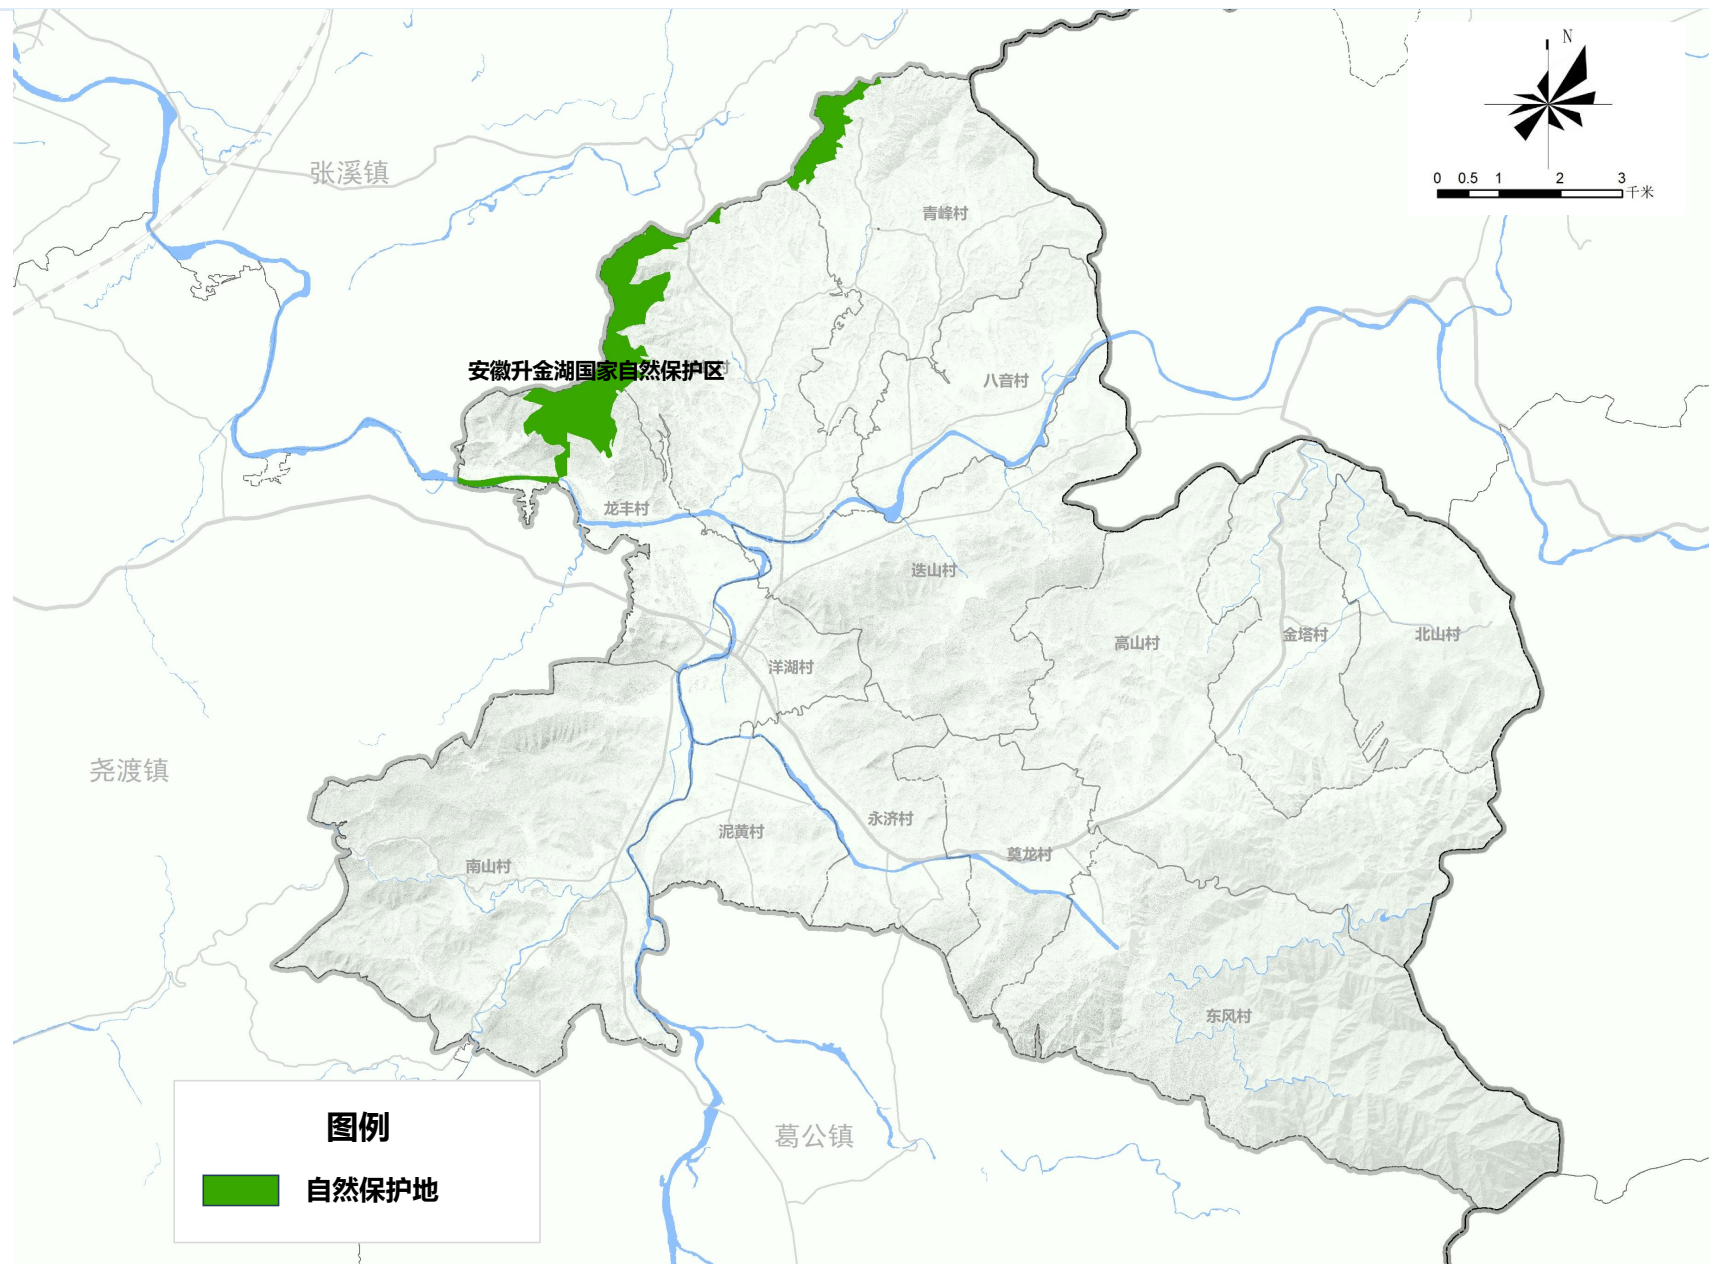 N
0 0.5 1 2 3 千米
张溪镇
青峰村
安徽升金湖国家自然保护区
村
八音村
龙丰村
迭山村
高山村
金塔村
北山村
洋湖村
尧渡镇
永济村
泥黄村
奠龙村
南山村
东风村
葛公镇
图例
自然保护地